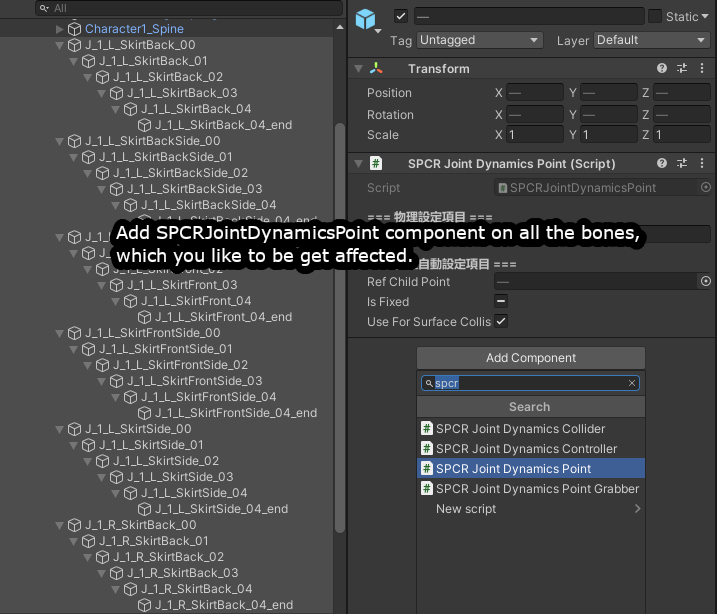 All
Character1_Spine
J_1_L_SkirtBack_00
J_1_L_SkirtBack_01
J_1_L_SkirtBack_02
J_1_L_SkirtBack_03
J_1_L_SkirtBack_04
J_1_L_SkirtBack_04_end
J_1_L_SkirtBackSide_00
J_1_L_SkirtBackSide_01
J_1_L_SkirtBackSide_02
J_1_L_SkirtBackSide_03
J_1_L_SkirtBackSide_04
J_1_L_SkirtFront_03
J_1_L_SkirtFront_04
J_1_L_SkirtFront_04_end
J_1_L_SkirtFrontSide_00
J_1_L_SkirtFrontSide_01
J_1_L_SkirtFrontSide_02
J_1_L_SkirtFrontSide_03
J_1_L_SkirtFrontSide_04
J_1_L_SkirtFrontSide_04_end
J_1_L_SkirtSide_00
J_1_L_SkirtSide_01
J_1_L_SkirtSide_02
J_1_L_SkirtSide_03
J_1_L_SkirtSide_04
J_1_L_SkirtSide_04_end
J_1_R_SkirtBack_00
J_1_R_SkirtBack_01
J_1_R_SkirtBack_02
J_1_R_SkirtBack_03
J_1_R_SkirtBack_04
J_1_R_SkirtBack_04_end
Add SPCRJointDynamicsPoint component on all the bones,
which you like to be get affected.
— Static
Tag Untagged Layer Default
Transform
Position X — Y — Z —
Rotation X — Y — Z —
Scale X 1 Y 1 Z 1
# SPCR Joint Dynamics Point (Script)
Script SPCRJointDynamicsPoint
=== 物理設定項目 ===
自動設定項目 ===
Ref Child Point —
Is Fixed
Use For Surface Collis
Add Component
spcr
Search
# SPCR Joint Dynamics Collider
# SPCR Joint Dynamics Controller
# SPCR Joint Dynamics Point
# SPCR Joint Dynamics Point Grabber
New script